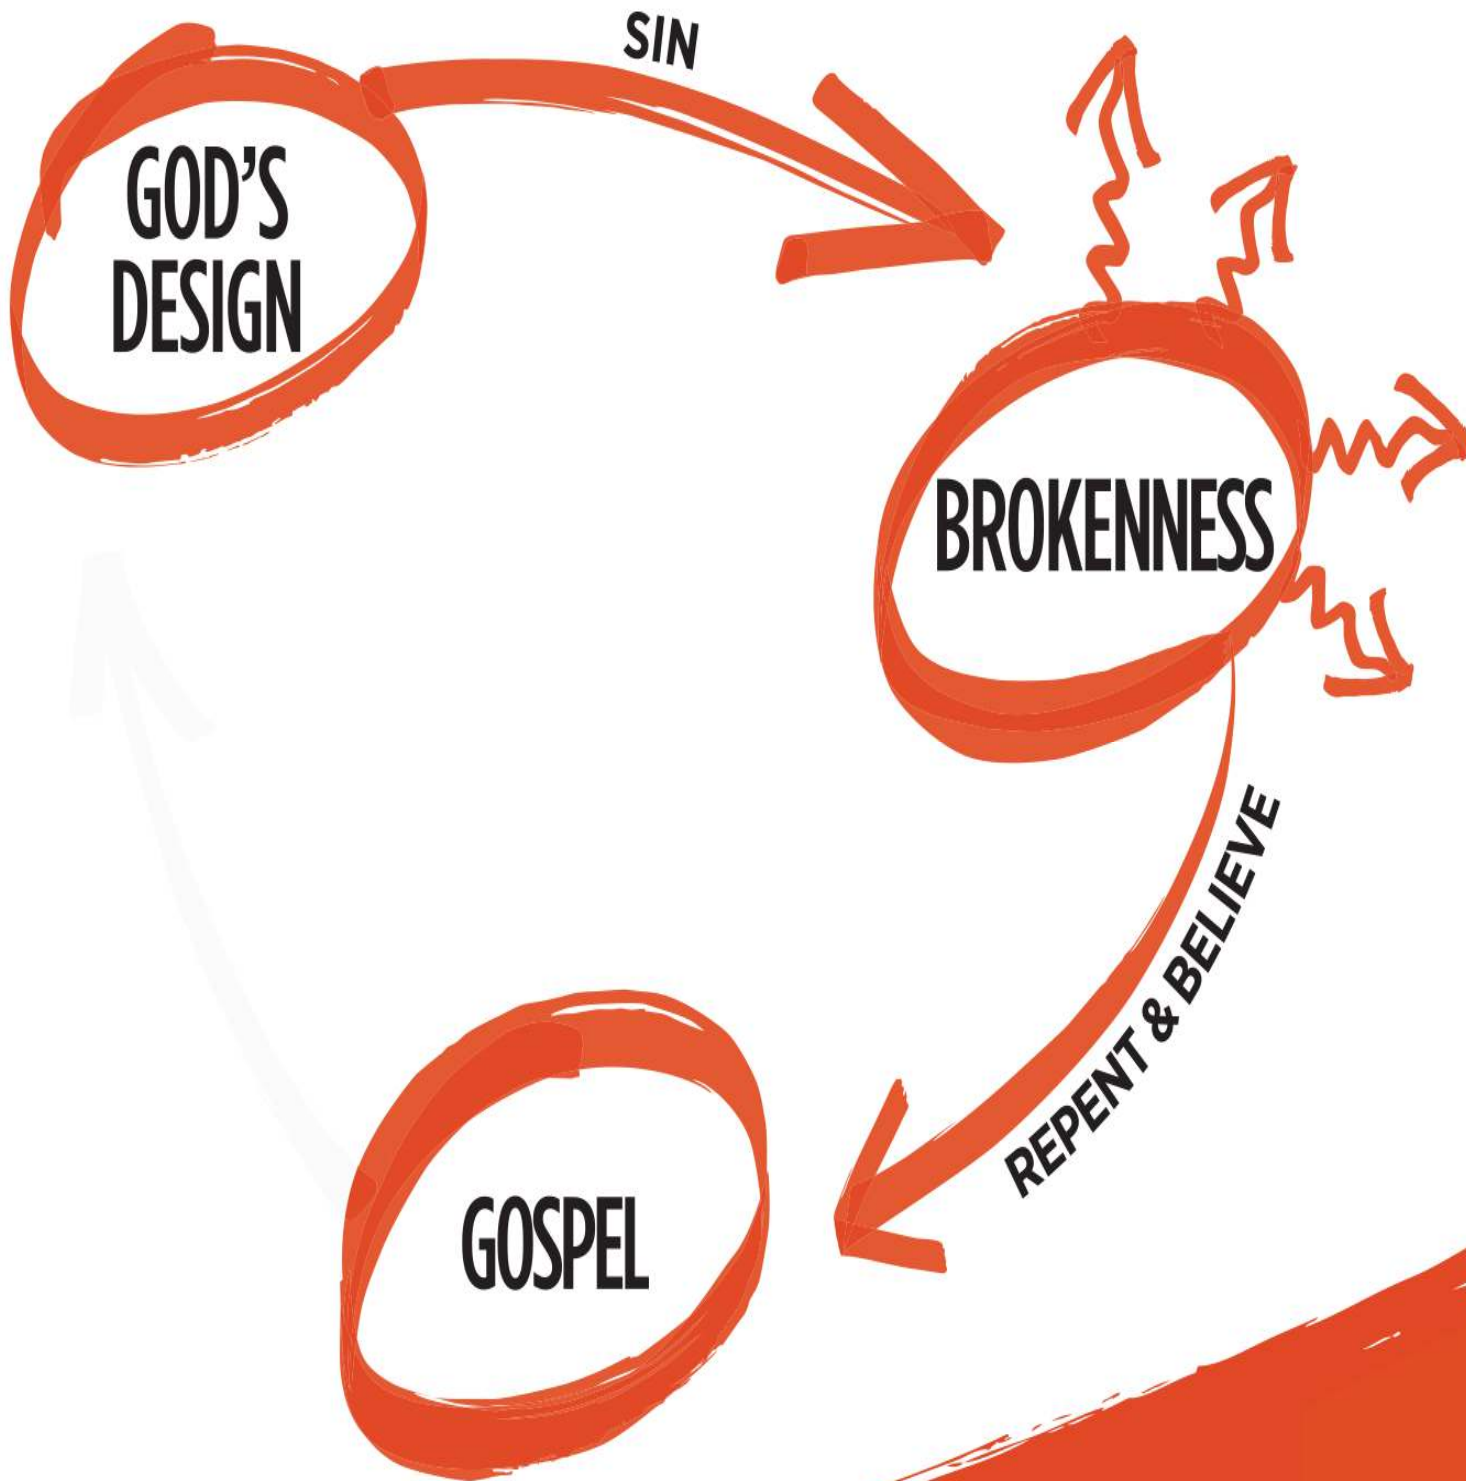 SIN
GOD'S
DESIGN
BROKENNESS
REPENT & BELIEVE
GOSPEL